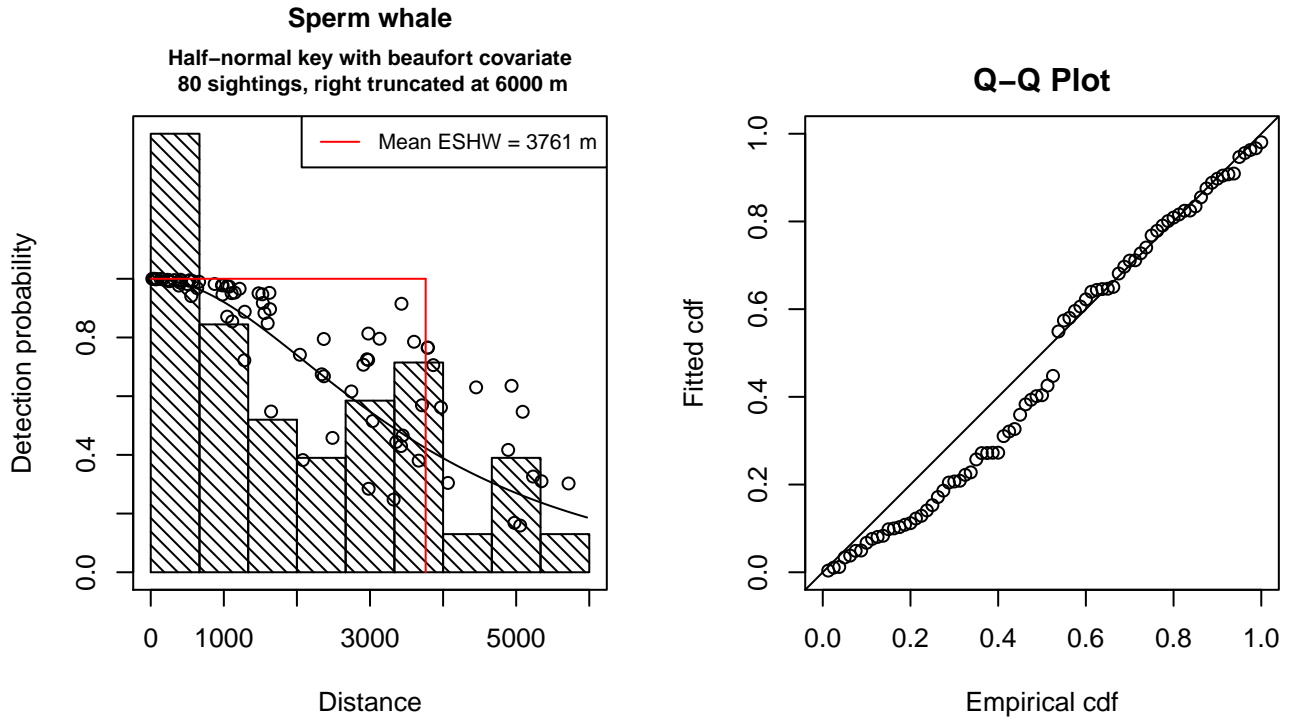 Sperm whale
Half−normal key with beaufort covariate
80 sightings, right truncated at 6000 m
Mean ESHW = 3761 m
Detection probability
0.0
0.4
0.8
0 1000 3000 5000
Distance
Q−Q Plot
Fitted cdf
0.0
0.2
0.4
0.6
0.8
1.0
0.0 0.2 0.4 0.6 0.8 1.0
Empirical cdf